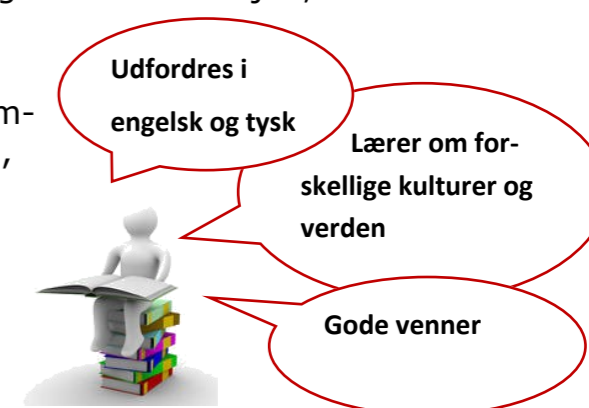 m-
,
Udfordres i
engelsk og tysk
Lærer om for-
skellige kulturer og
verden
Gode venner